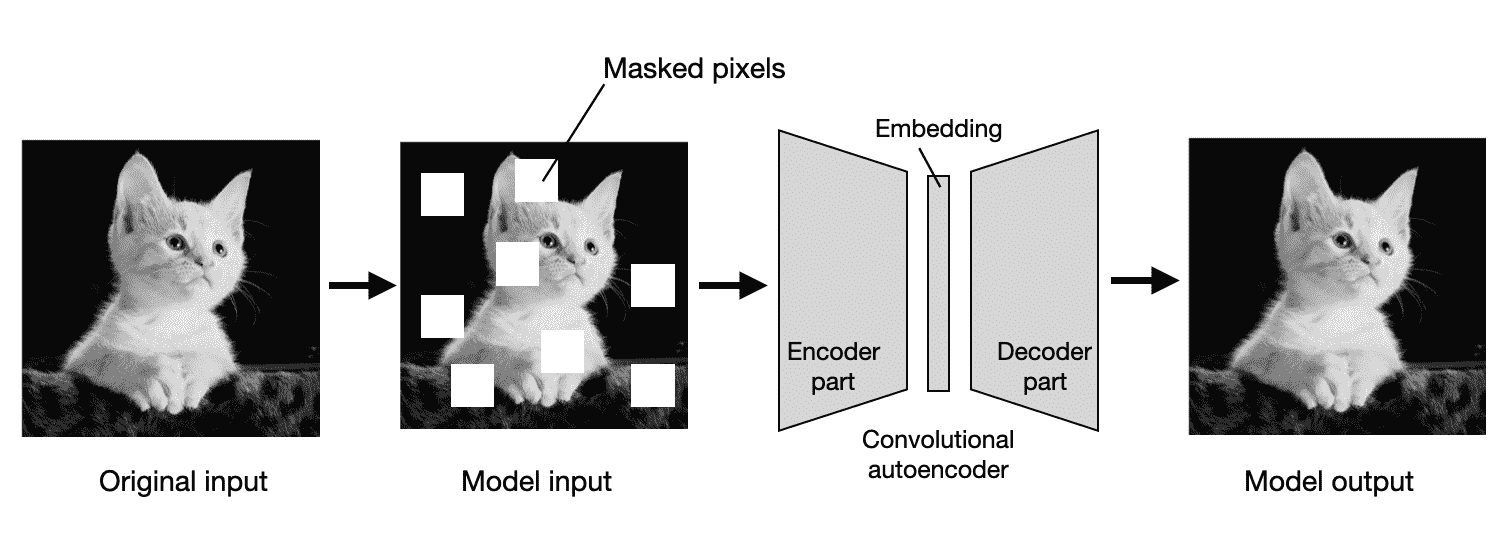 Masked pixels
Embedding
Encoder
part
Decoder
part
Convolutional
autoencoder
Original input
Model input
Model output